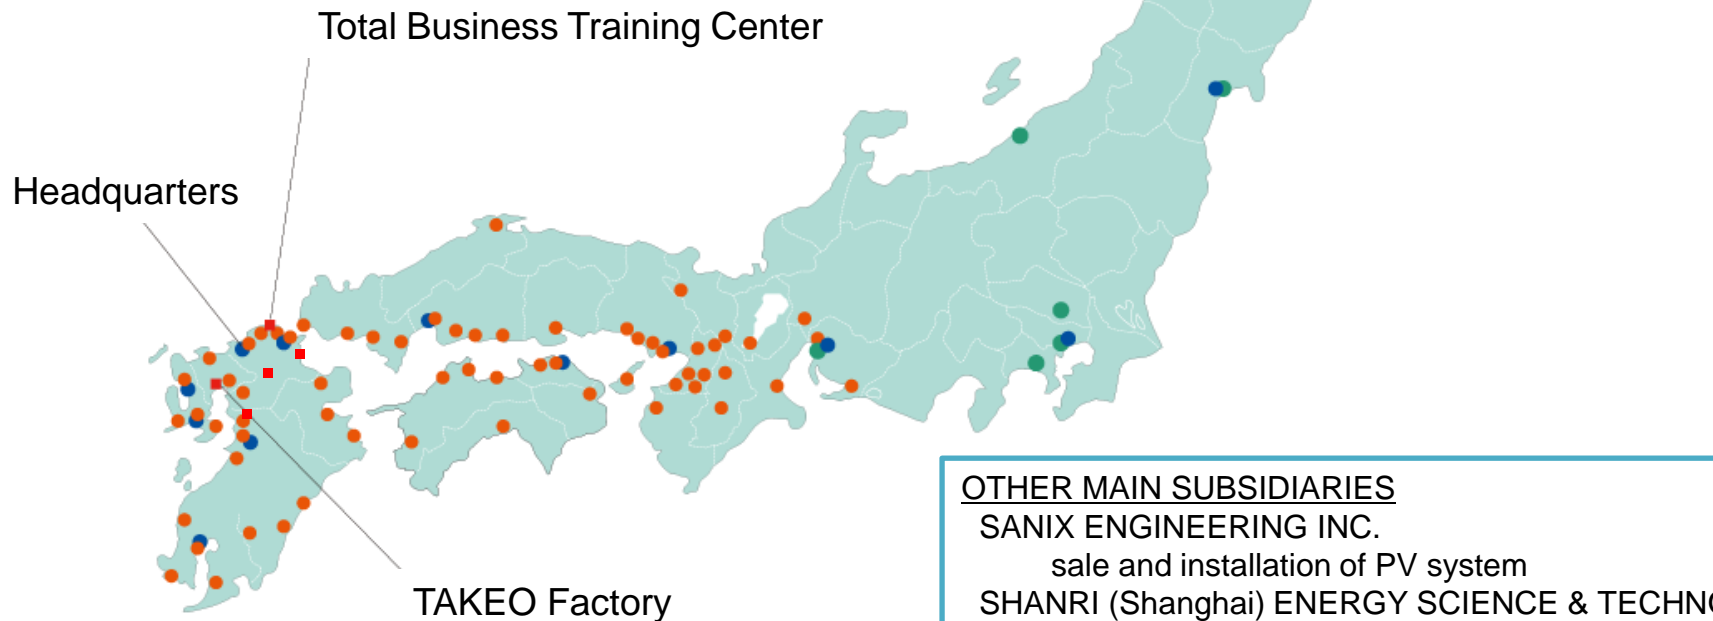 Total Business Training Center
Headquarters
TAKEO Factory
OTHER MAIN SUBSIDIARIES
SANIX ENGINEERING INC.
sale and installation of PV system
SHANRI (Shanghai) ENERGY SCIENCE &